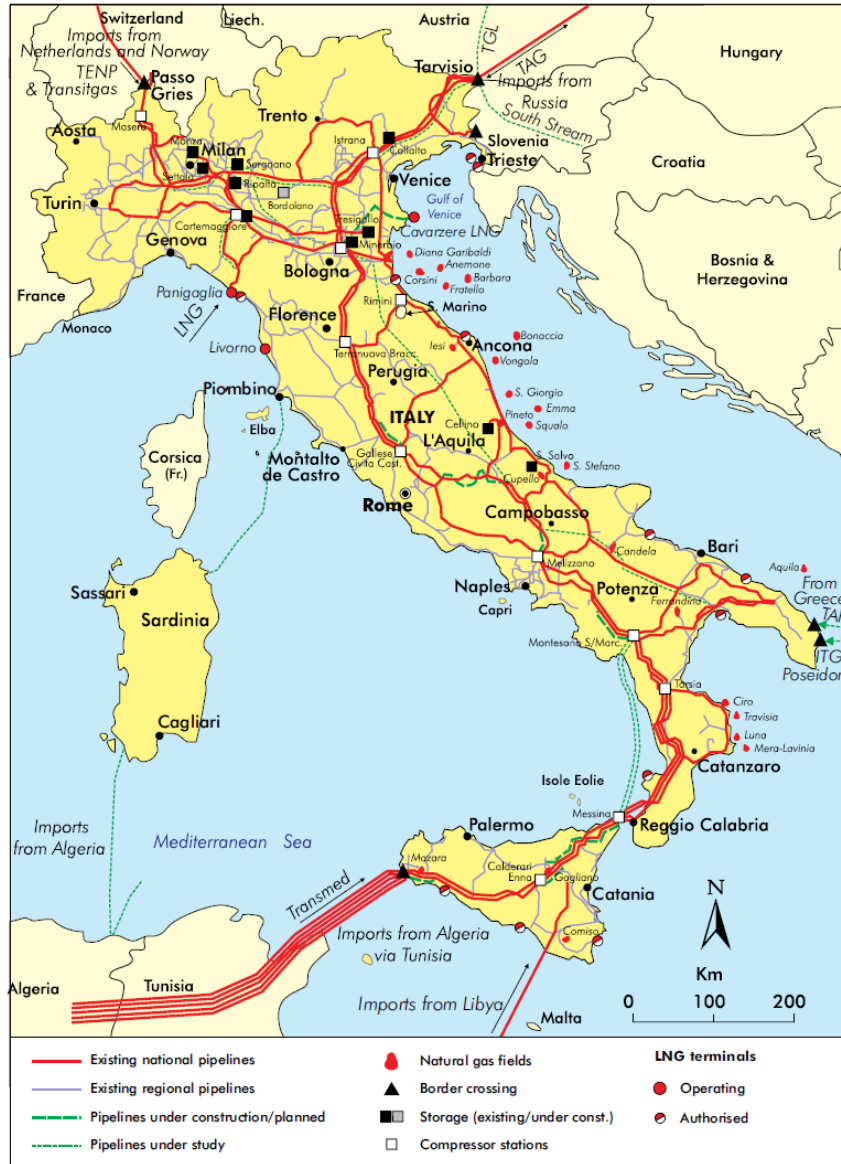 Switzerland
Liech.
Austria
Hungary
Imports from
Netherlands and Norway
TENP
& Transitgas
Passo
Gries
TGL
TAG
Tarvisio
Imports from
Russia
South Stream
Masera
Aosta
Trento
Monza
Milan
Sergnano
Istrana
Collalto
Slovenia
Trieste
Croatia
Settala
Ripalta
Venice
Turin
Bordolano
Gulf of
Venice
Cortemaggiore
Tresigallo
Cavarzere LNG
Minerbio
Genova
Bologna
Diana Garibaldi
Anemone
Corsini
Barbara
Fratello
Bosnia &
Herzegovina
France
Panigaglia
Rimini
S. Marino
Monaco
LNG
Florence
Livorno
Terranuova Bracc.
Iesi
Ancona
Bonaccia
Vongola
Perugia
Piombino
S. Giorgio
Elba
ITALY
Cellino
Pineto
Emma
Squalo
Corsica
(Fr.)
L'Aquila
Montalto
de Castro
Gallese
Civita Cast.
S. Salvo
S. Stefano
Cupello
Rome
Campobasso
Candela
Bari
Melizzano
Aquila
Sassari
Naples
Capri
Potenza
Ferrandina
From
Greece
TAP
Sardinia
Montesano S/Marc.
ITG
Poseidon
Tarsia
Ciro
Travisia
Luna
Mera-Lavinia
Cagliari
Catanzaro
Isole Eolie
Imports
from Algeria
Mediterranean Sea
Palermo
Messina
Reggio Calabria
Mazara
Calderari
Enna
Gagliano
Catania
N
Transmed
Imports from Algeria
via Tunisia
Comiso
Km
0 100 200
Algeria
Tunisia
Imports from Libya
Malta
Existing national pipelines
Existing regional pipelines
Pipelines under construction/planned
Pipelines under study
Natural gas fields
Border crossing
Storage (existing/under const.)
Compressor stations
LNG terminals
Operating
Authorised